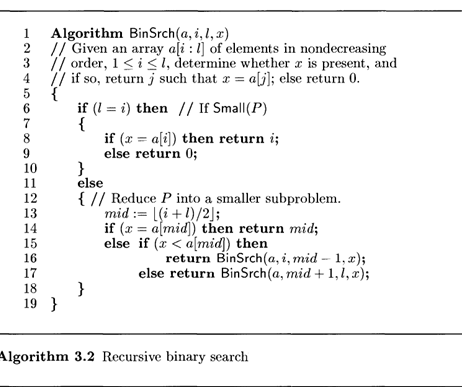 1 Algorithm BinSrch(a, i, l, x)
2 // Given an array a[i : l] of elements in nondecreasing
3 // order, 1 ≤ i ≤ l, determine whether x is present, and
4 // if so, return j such that x = a[j]; else return 0.
5 {
6 if (l = i) then // If Small(P)
7 {
8 if (x = a[i]) then return i;
9 else return 0;
10 }
11 else
12 { // Reduce P into a smaller subproblem.
13 mid := ⌊(i + l)/2⌋;
14 if (x = a[mid]) then return mid;
15 else if (x < a[mid]) then
16 return BinSrch(a, i, mid − 1, x);
17 else return BinSrch(a, mid + 1, l, x);
18 }
19 }
Algorithm 3.2 Recursive binary search